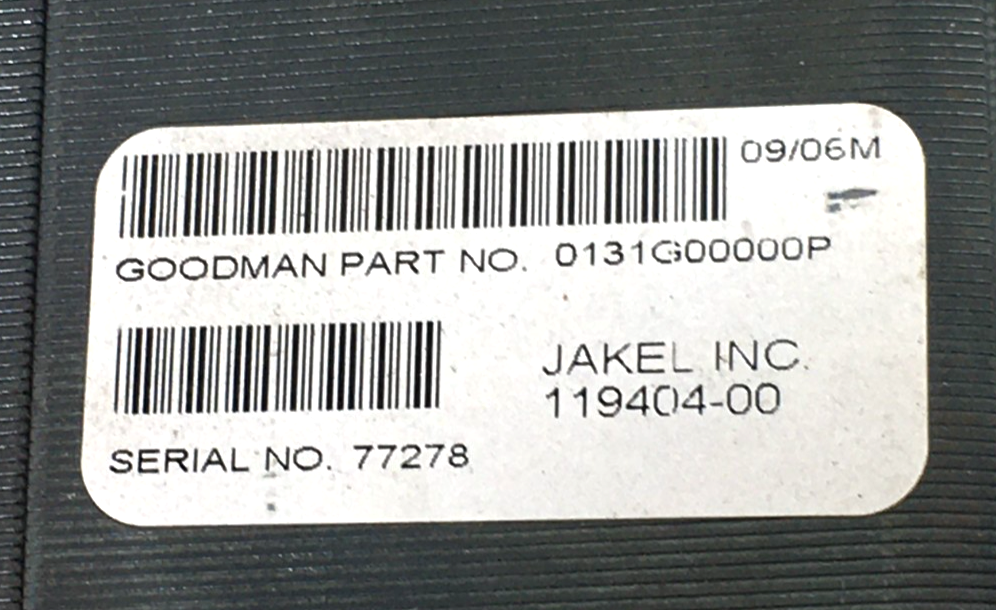 09/06M
GOODMAN PART NO. 0131G00000P
JAKEL INC.
119404-00
SERIAL NO. 77278